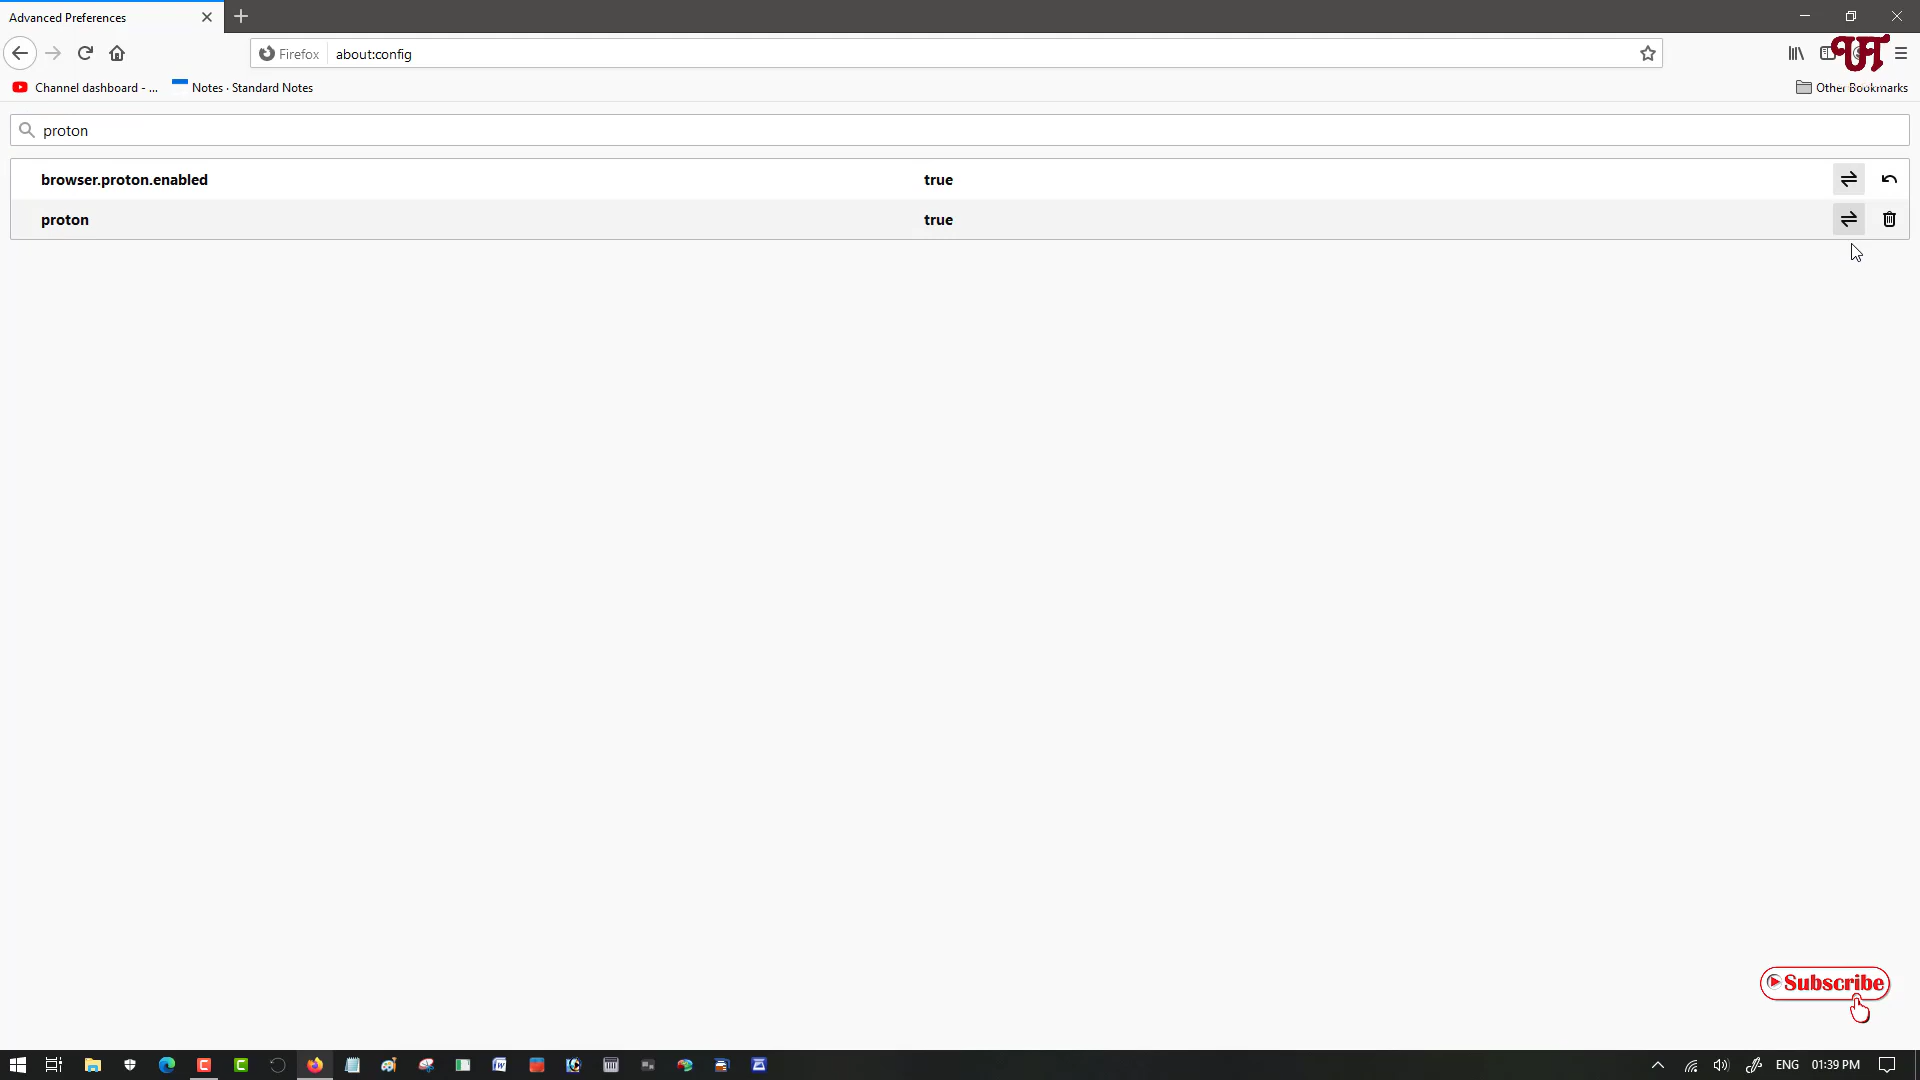 Advanced Preferences
Firefox
about:config
Channel dashboard - ...
Notes · Standard Notes
Other Bookmarks
proton
browser.proton.enabled true
proton true
Subscribe
ENG 01:39 PM